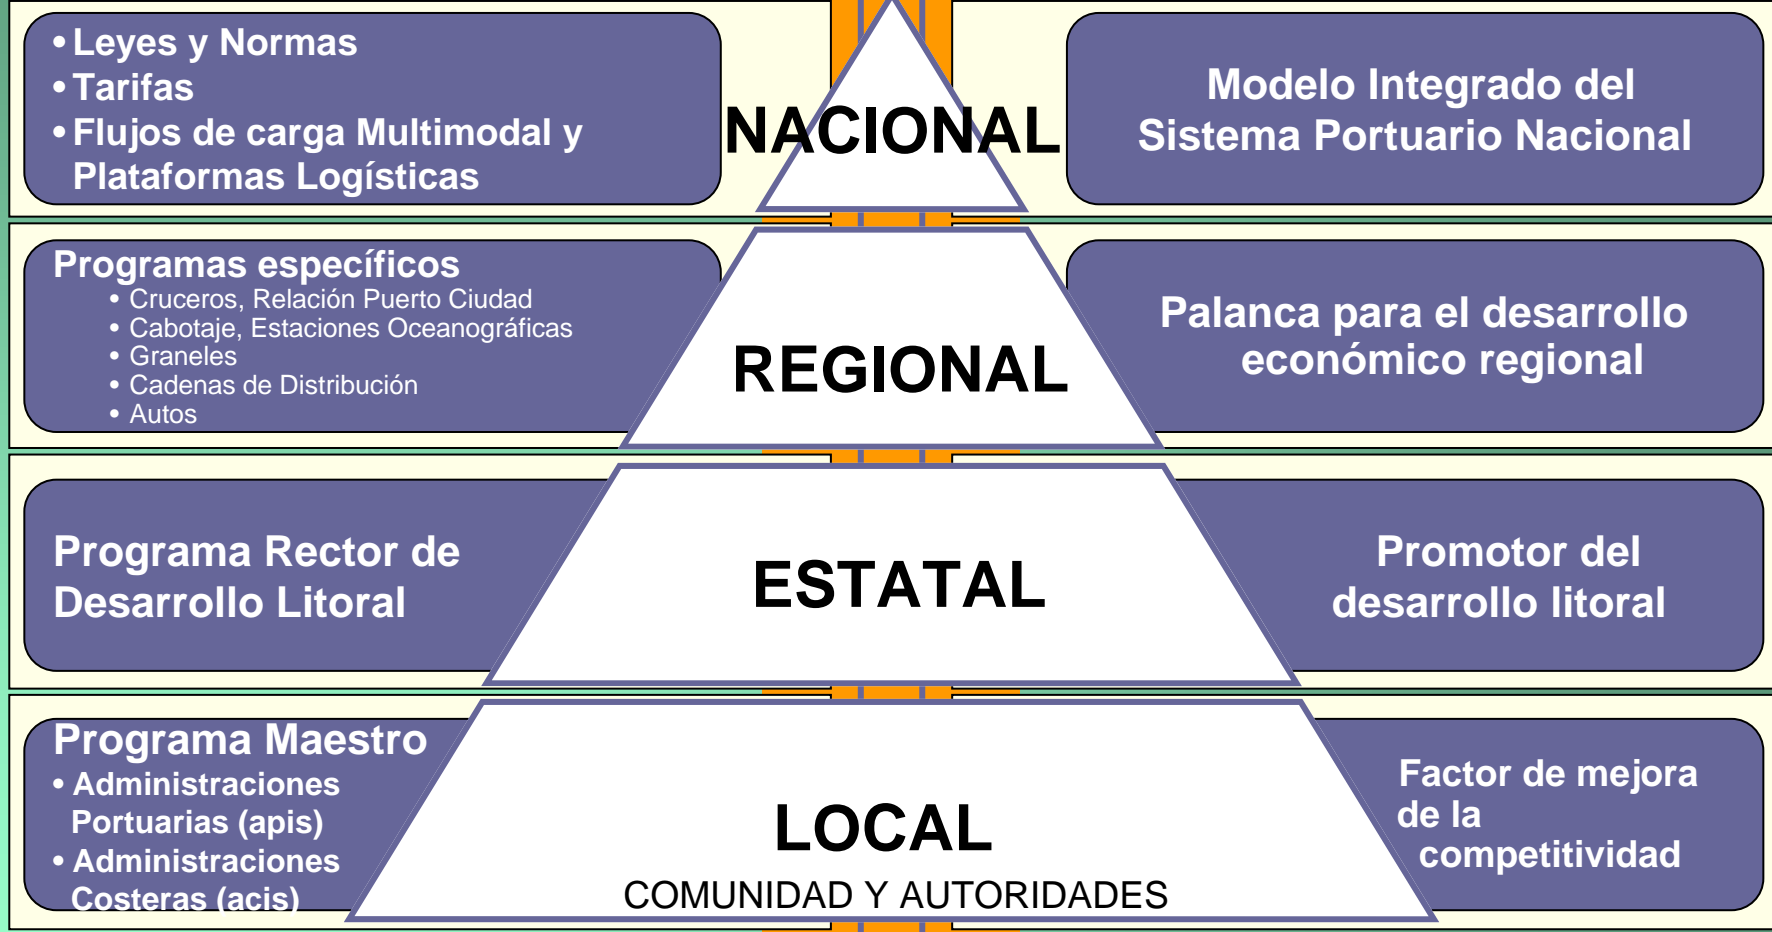 • Leyes y Normas
• Tarifas
• Flujos de carga Multimodal y
Plataformas Logísticas
NACIONAL
Modelo Integrado del
Sistema Portuario Nacional
Programas específicos
• Cruceros, Relación Puerto Ciudad
• Cabotaje, Estaciones Oceanográficas
• Graneles
• Cadenas de Distribución
• Autos
REGIONAL
Palanca para el desarrollo
económico regional
Programa Rector de
Desarrollo Litoral
ESTATAL
Promotor del
desarrollo litoral
Programa Maestro
• Administraciones
Portuarias (apis)
• Administraciones
Costeras (acis)
LOCAL
COMUNIDAD Y AUTORIDADES
Factor de mejora
de la
competitividad